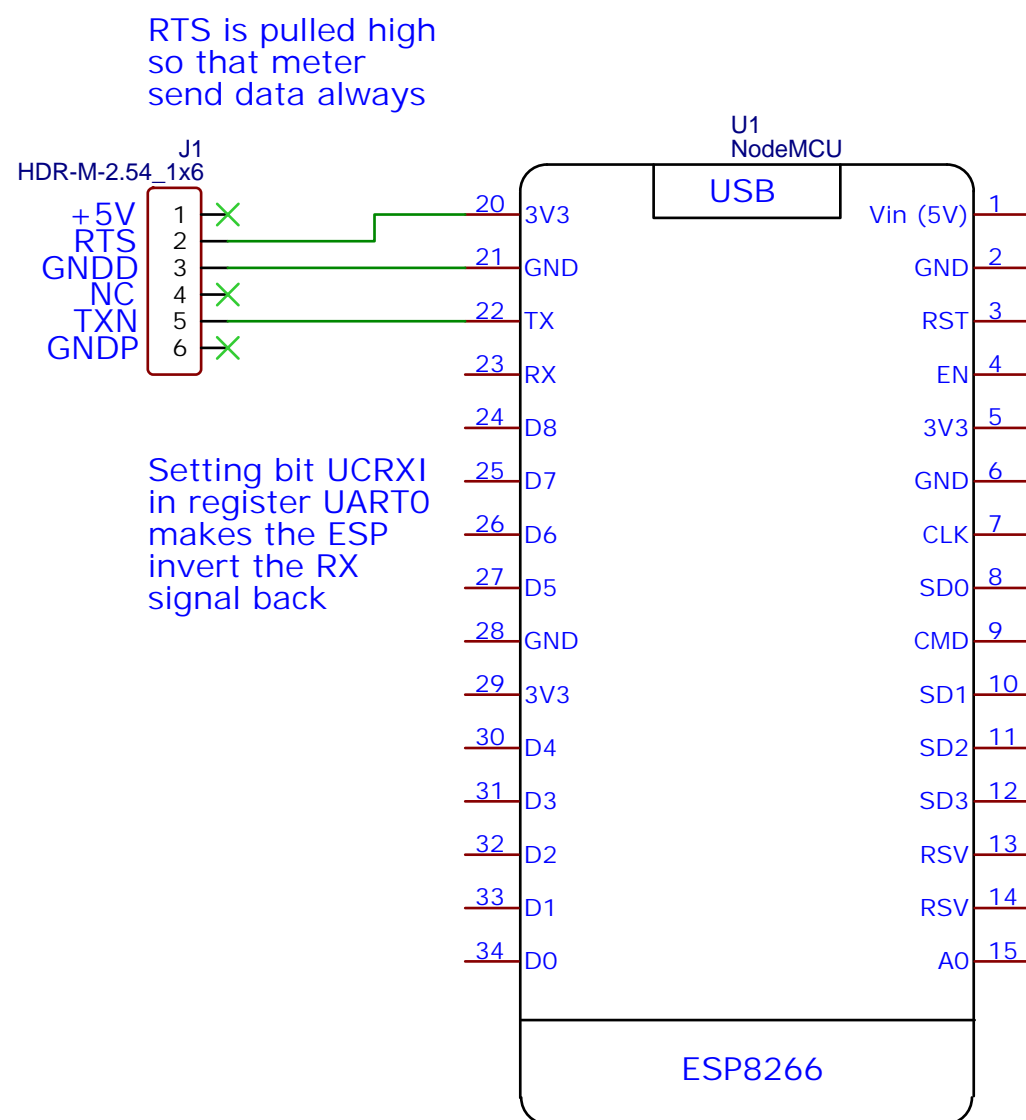 RTS is pulled high
so that meter
send data always
J1
HDR-M-2.54_1x6
+5V 1
RTS 2
GNDD 3
NC 4
TXN 5
GNDP 6
Setting bit UCRXI
in register UART0
makes the ESP
invert the RX
signal back
U1
NodeMCU
USB
20 3V3 Vin (5V) 1
21 GND GND 2
22 TX RST 3
23 RX EN 4
24 D8 3V3 5
25 D7 GND 6
26 D6 CLK 7
27 D5 SD0 8
28 GND CMD 9
29 3V3 SD1 10
30 D4 SD2 11
31 D3 SD3 12
32 D2 RSV 13
33 D1 RSV 14
34 D0 A0 15
ESP8266